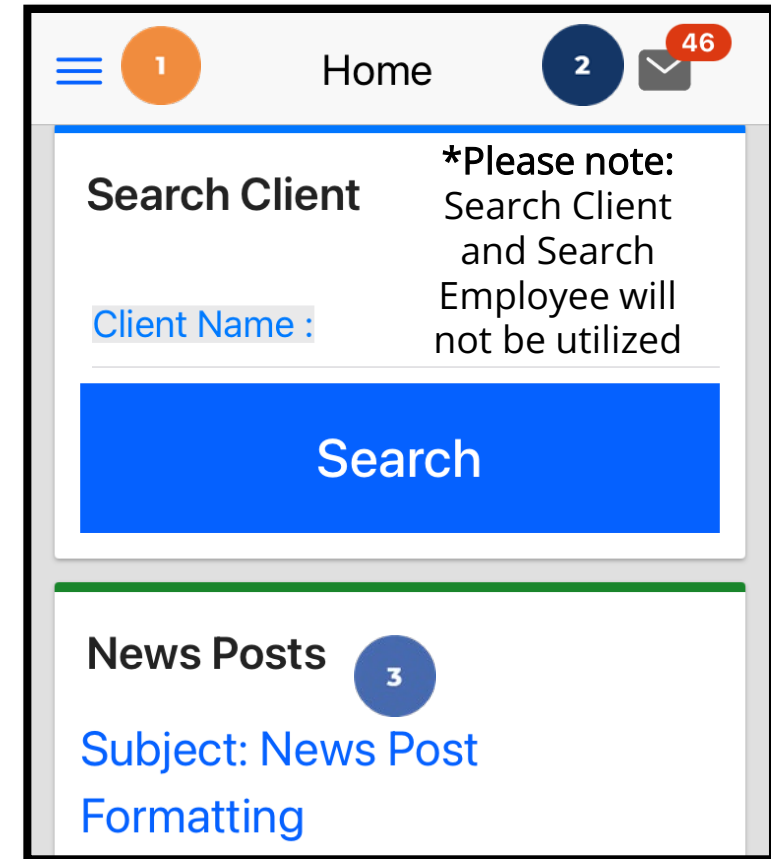 1
Home
2
46
Search Client
*Please note:
Search Client
and Search
Employee will
not be utilized
Client Name :
Search
News Posts
3
Subject: News Post
Formatting